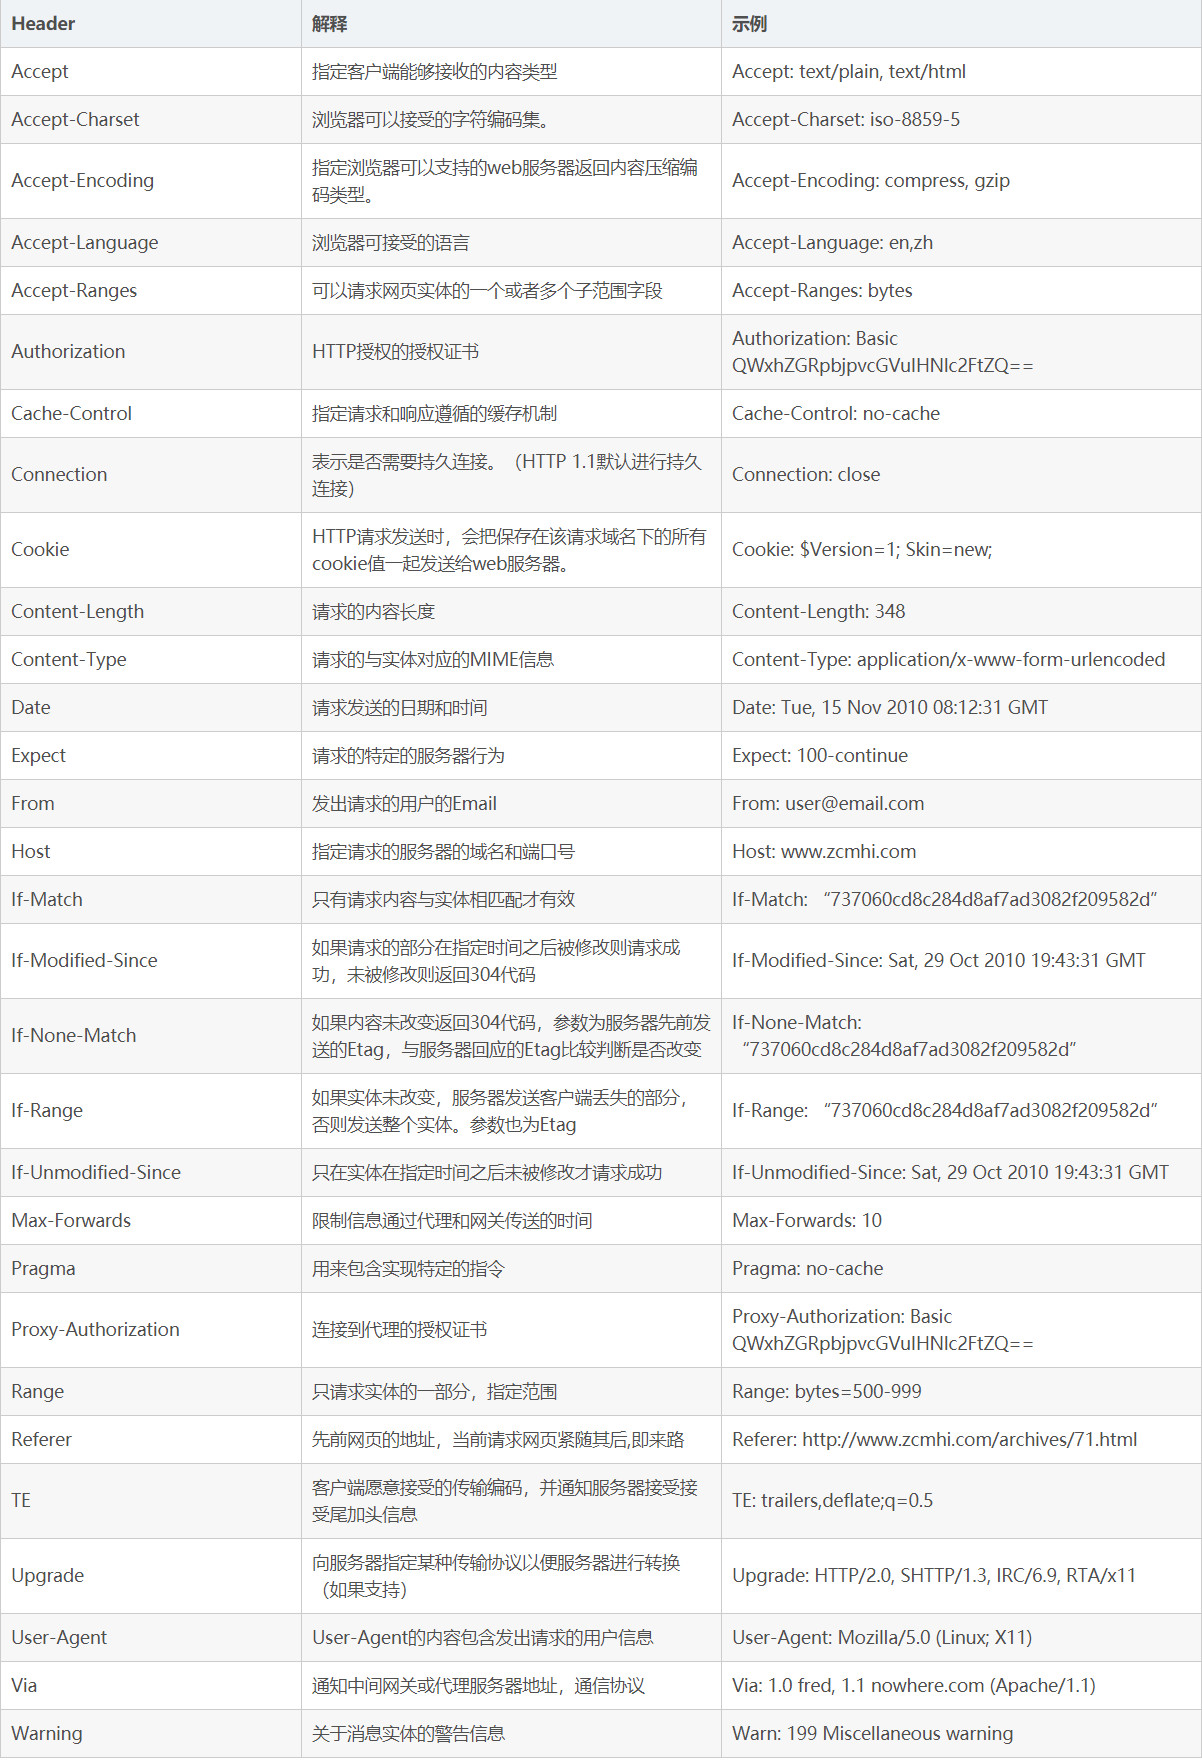 Header 解释 示例
Accept 指定客户端能够接收的内容类型 Accept: text/plain, text/html
Accept-Charset 浏览器可以接受的字符编码集。 Accept-Charset: iso-8859-5
Accept-Encoding 指定浏览器可以支持的web服务器返回内容压缩编
码类型。 Accept-Encoding: compress, gzip
Accept-Language 浏览器可接受的语言 Accept-Language: en,zh
Accept-Ranges 可以请求网页实体的一个或者多个子范围字段 Accept-Ranges: bytes
Authorization HTTP授权的授权证书 Authorization: Basic
QWxhZGRpbjpvcGVuIHNlc2FtZQ==
Cache-Control 指定请求和响应遵循的缓存机制 Cache-Control: no-cache
Connection 表示是否需要持久连接。（HTTP 1.1默认进行持久
连接） Connection: close
Cookie HTTP请求发送时，会把保存在该请求域名下的所有
cookie值一起发送给web服务器。 Cookie: $Version=1; Skin=new;
Content-Length 请求的内容长度 Content-Length: 348
Content-Type 请求的与实体对应的MIME信息 Content-Type: application/x-www-form-urlencoded
Date 请求发送的日期和时间 Date: Tue, 15 Nov 2010 08:12:31 GMT
Expect 请求的特定的服务器行为 Expect: 100-continue
From 发出请求的用户的Email From: user@email.com
Host 指定请求的服务器的域名和端口号 Host: www.zcmhi.com
If-Match 只有请求内容与实体相匹配才有效 If-Match: “737060cd8c284d8af7ad3082f209582d”
If-Modified-Since 如果请求的部分在指定时间之后被修改则请求成
功，未被修改则返回304代码 If-Modified-Since: Sat, 29 Oct 2010 19:43:31 GMT
If-None-Match 如果内容未改变返回304代码，参数为服务器先前发
送的Etag，与服务器回应的Etag比较判断是否改变 If-None-Match:
“737060cd8c284d8af7ad3082f209582d”
If-Range 如果实体未改变，服务器发送客户端丢失的部分，
否则发送整个实体。参数也为Etag If-Range: “737060cd8c284d8af7ad3082f209582d”
If-Unmodified-Since 只在实体在指定时间之后未被修改才请求成功 If-Unmodified-Since: Sat, 29 Oct 2010 19:43:31 GMT
Max-Forwards 限制信息通过代理和网关传送的时间 Max-Forwards: 10
Pragma 用来包含实现特定的指令 Pragma: no-cache
Proxy-Authorization 连接到代理的授权证书 Proxy-Authorization: Basic
QWxhZGRpbjpvcGVuIHNlc2FtZQ==
Range 只请求实体的一部分，指定范围 Range: bytes=500-999
Referer 先前网页的地址，当前请求网页紧随其后,即来路 Referer: http://www.zcmhi.com/archives/71.html
TE 客户端愿意接受的传输编码，并通知服务器接受接
受尾加头信息 TE: trailers,deflate;q=0.5
Upgrade 向服务器指定某种传输协议以便服务器进行转换
（如果支持） Upgrade: HTTP/2.0, SHTTP/1.3, IRC/6.9, RTA/x11
User-Agent User-Agent的内容包含发出请求的用户信息 User-Agent: Mozilla/5.0 (Linux; X11)
Via 通知中间网关或代理服务器地址，通信协议 Via: 1.0 fred, 1.1 nowhere.com (Apache/1.1)
Warning 关于消息实体的警告信息 Warn: 199 Miscellaneous warning